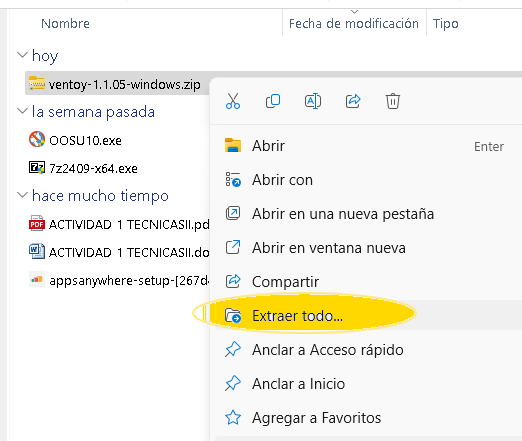 Nombre Fecha de modificación Tipo
hoy
ventoy-1.1.05-windows.zip
la semana pasada
OOSU10.exe
7z2409-x64.exe
hace mucho tiempo
ACTIVIDAD 1 TECNICASII.pd
ACTIVIDAD 1 TECNICASII.do
appsanywhere-setup-[267d4
Abrir Enter
Abrir con
Abrir en una nueva pestaña
Abrir en ventana nueva
Compartir
Extraer todo...
Anclar a Acceso rápido
Anclar a Inicio
Agregar a Favoritos